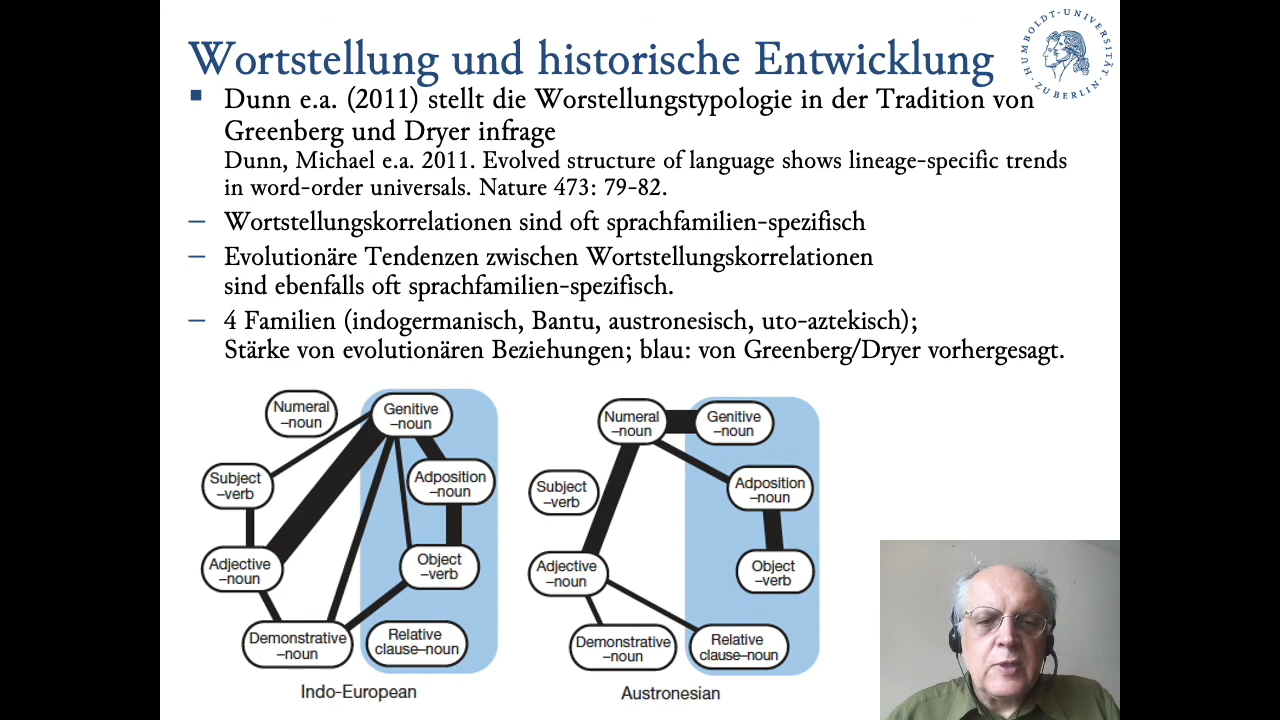 Wortstellung und historische Entwicklung
HUMBOLDT-UNIVERSITÄT ZU BERLIN
Dunn e.a. (2011) stellt die Worstellungstypologie in der Tradition von
Greenberg und Dryer infrage
Dunn, Michael e.a. 2011. Evolved structure of language shows lineage-specific trends
in word-order universals. Nature 473: 79-82.
– Wortstellungskorrelationen sind oft sprachfamilien-spezifisch
– Evolutionäre Tendenzen zwischen Wortstellungskorrelationen
sind ebenfalls oft sprachfamilien-spezifisch.
– 4 Familien (indogermanisch, Bantu, austronesisch, uto-aztekisch);
Stärke von evolutionären Beziehungen; blau: von Greenberg/Dryer vorhergesagt.
Numeral
–noun
Genitive
–noun
Subject
–verb
Adposition
–noun
Adjective
–noun
Object
–verb
Demonstrative
–noun
Relative
clause–noun
Indo-European
Numeral
–noun
Genitive
–noun
Subject
–verb
Adposition
–noun
Adjective
–noun
Object
–verb
Demonstrative
–noun
Relative
clause–noun
Austronesian